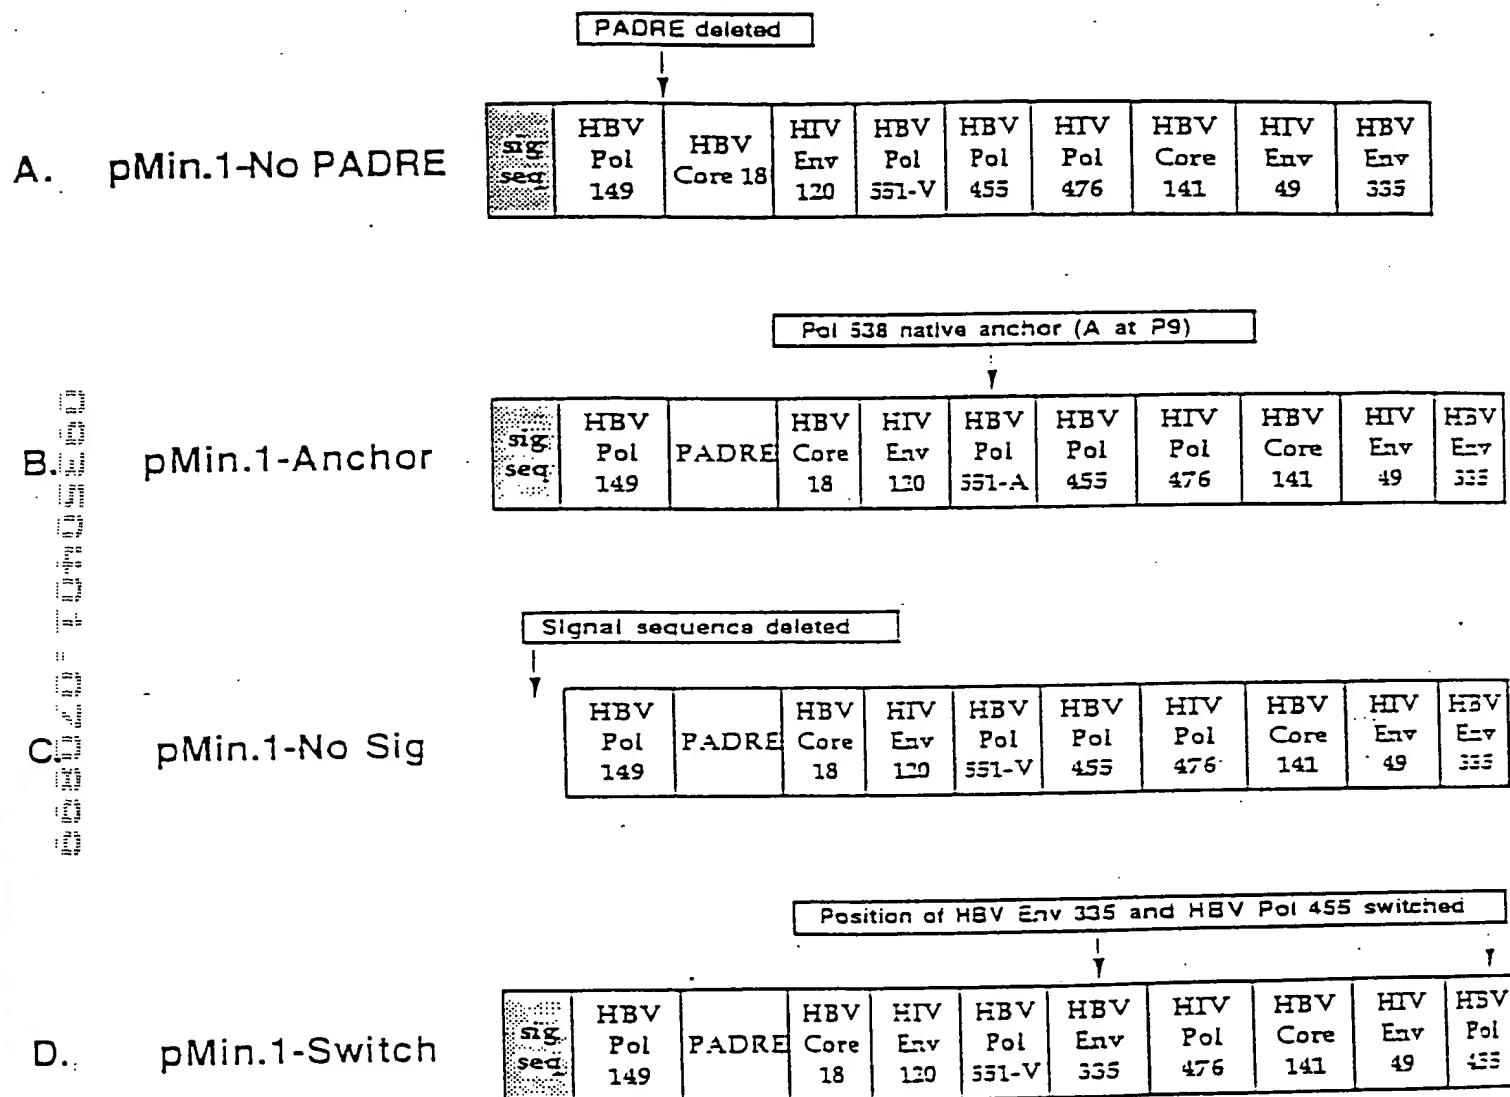 PADRE deleted
A. pMin.1-No PADRE
sig seq
HBV Pol 149
HBV Core 18
HIV Env 120
HBV Pol 551-V
HBV Pol 455
HIV Pol 476
HBV Core 141
HIV Env 49
HBV Env 335
Pol 538 native anchor (A at P9)
B. pMin.1-Anchor
sig seq
HBV Pol 149
PADRE
HBV Core 18
HIV Env 120
HBV Pol 551-A
HBV Pol 455
HIV Pol 476
HBV Core 141
HIV Env 49
HBV Env 335
Signal sequence deleted
C. pMin.1-No Sig
HBV Pol 149
PADRE
HBV Core 18
HIV Env 120
HBV Pol 551-V
HBV Pol 455
HIV Pol 476
HBV Core 141
HIV Env 49
HBV Env 335
Position of HBV Env 335 and HBV Pol 455 switched
D. pMin.1-Switch
sig seq
HBV Pol 149
PADRE
HBV Core 18
HIV Env 120
HBV Pol 551-V
HBV Env 335
HIV Pol 476
HBV Core 141
HIV Env 49
HBV Pol 455